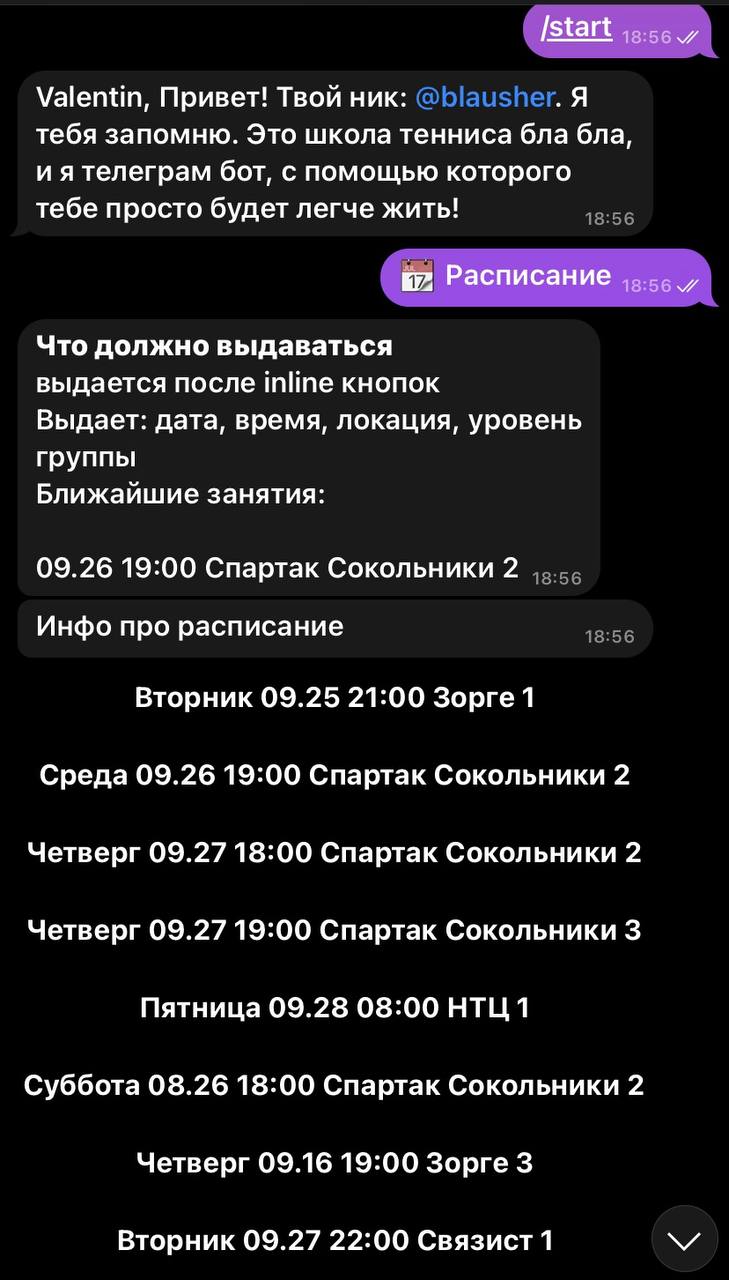 /start 18:56
Valentin, Привет! Твой ник: @blausher. Я
тебя запомню. Это школа тенниса бла бла,
и я телеграм бот, с помощью которого
тебе просто будет легче жить! 18:56
JUL 17 Расписание 18:56
Что должно выдаваться
выдается после inline кнопок
Выдает: дата, время, локация, уровень
группы
Ближайшие занятия:
09.26 19:00 Спартак Сокольники 2 18:56
Инфо про расписание 18:56
Вторник 09.25 21:00 Зорге 1
Среда 09.26 19:00 Спартак Сокольники 2
Четверг 09.27 18:00 Спартак Сокольники 2
Четверг 09.27 19:00 Спартак Сокольники 3
Пятница 09.28 08:00 НТЦ 1
Суббота 08.26 18:00 Спартак Сокольники 2
Четверг 09.16 19:00 Зорге 3
Вторник 09.27 22:00 Связист 1